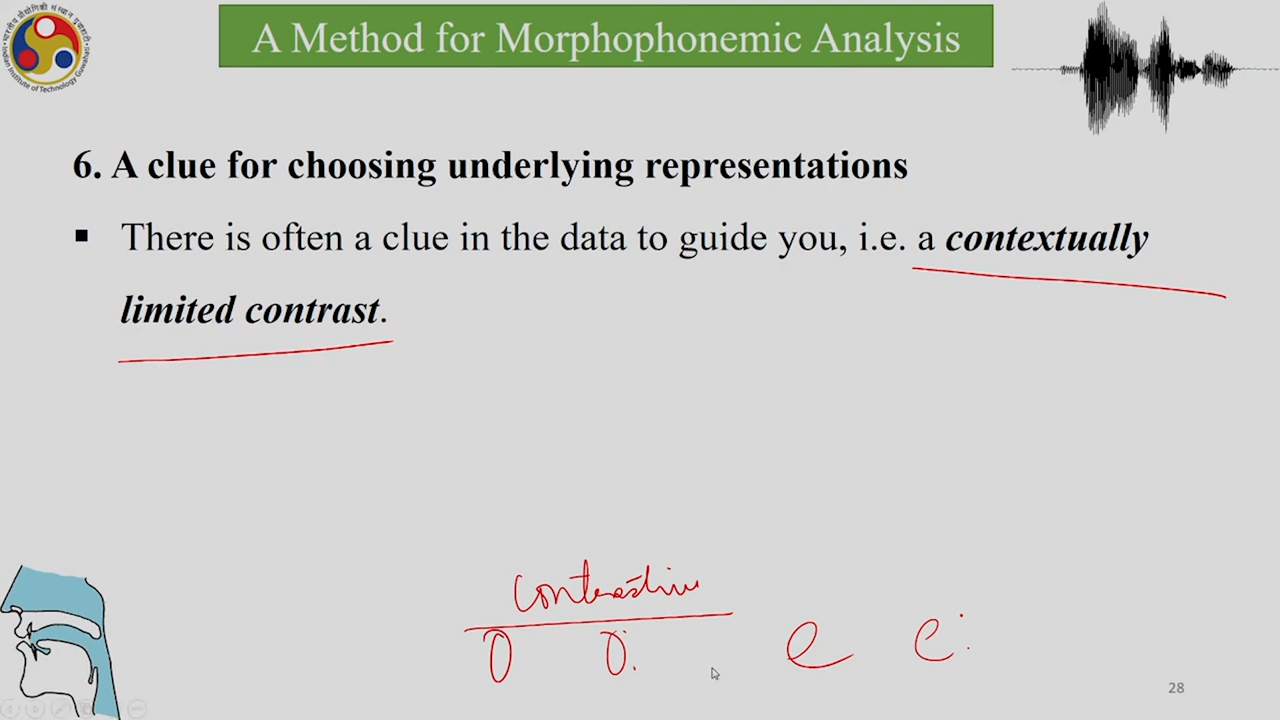 A Method for Morphophonemic Analysis
6. A clue for choosing underlying representations
▪ There is often a clue in the data to guide you, i.e. a contextually
limited contrast.
contrastive
o o: e e:
28